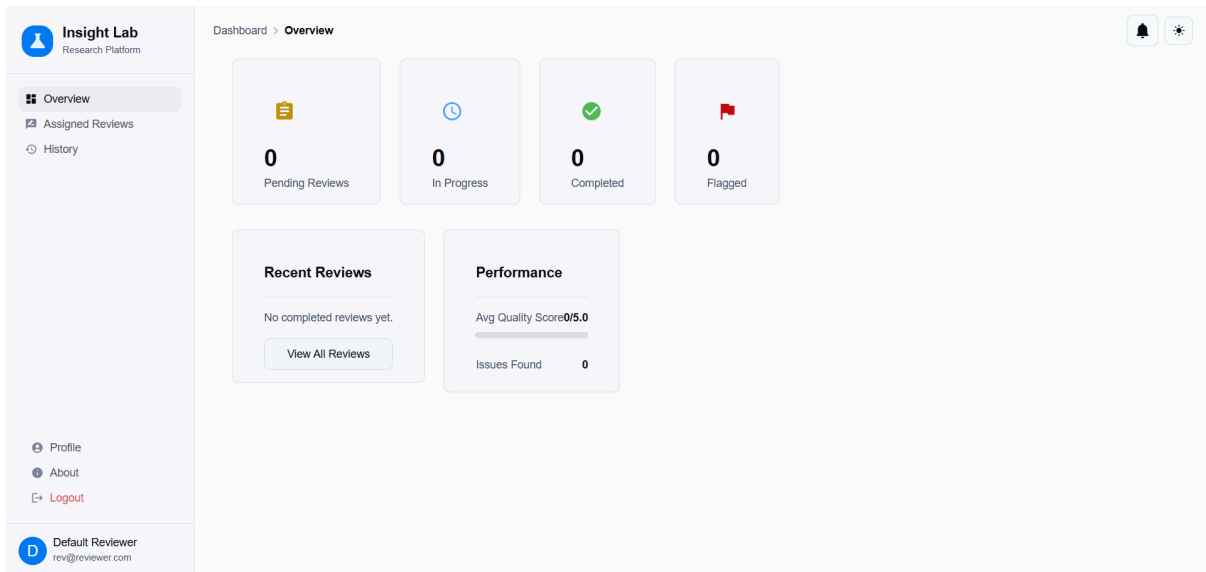 Insight Lab
Research Platform
Dashboard > Overview
Overview
Assigned Reviews
History
0
Pending Reviews
0
In Progress
0
Completed
0
Flagged
Recent Reviews
No completed reviews yet.
View All Reviews
Performance
Avg Quality Score0/5.0
Issues Found 0
Profile
About
Logout
D
Default Reviewer
rev@reviewer.com